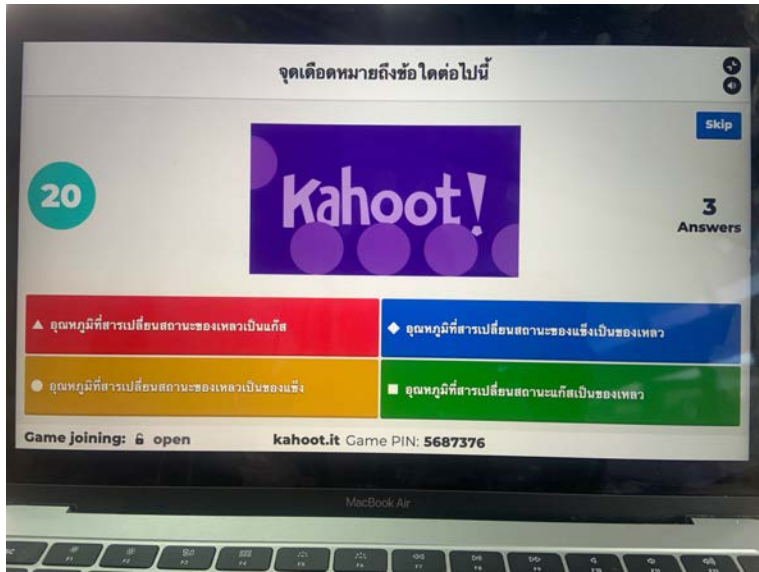 จุดเดือดหมายถึงข้อใดต่อไปนี้
Skip
20
Kahoot!
3
Answers
อุณหภูมิที่สารเปลี่ยนสถานะของเหลวเป็นแก๊ส
อุณหภูมิที่สารเปลี่ยนสถานะของแข็งเป็นของเหลว
อุณหภูมิที่สารเปลี่ยนสถานะของเหลวเป็นของแข็ง
อุณหภูมิที่สารเปลี่ยนสถานะแก๊สเป็นของเหลว
Game joining: open kahoot.it Game PIN: 5687376
MacBook Air